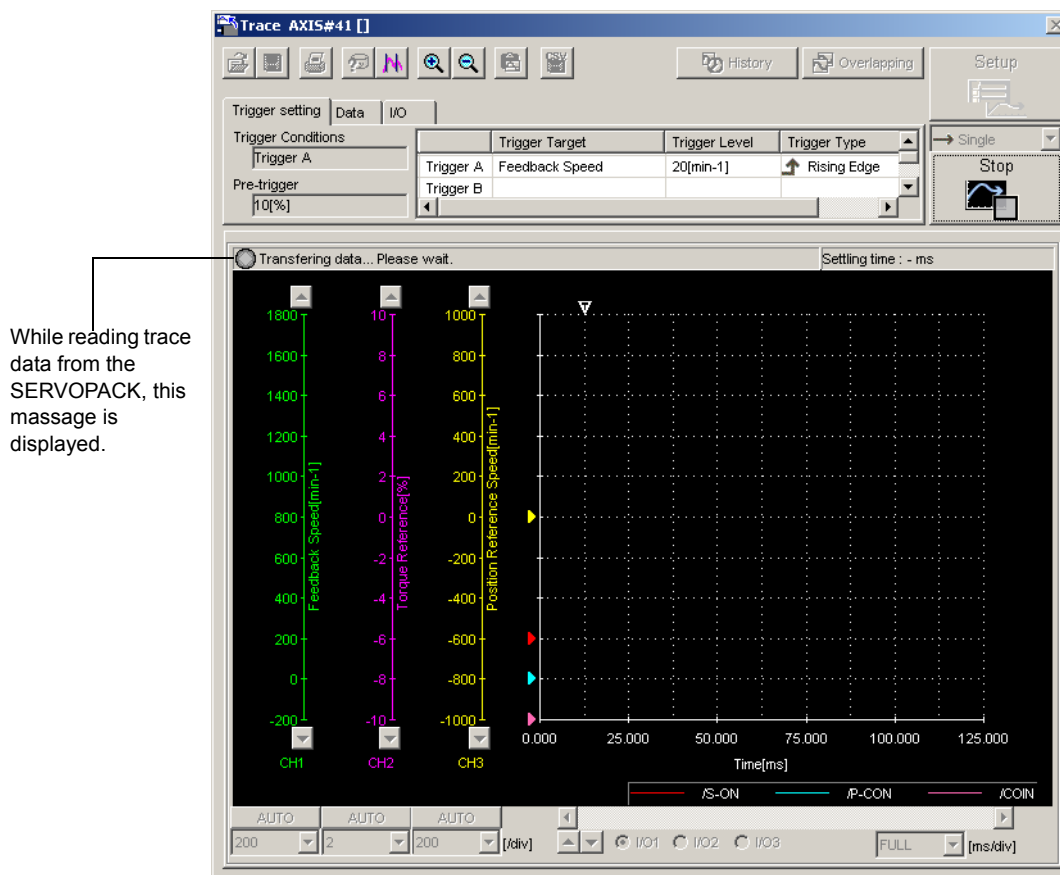 Trace AXIS#41 []
History
Overlapping
Setup
CSV
Trigger setting
Data
I/O
Trigger Conditions
Trigger A
Pre-trigger
10[%]
Trigger Target
Trigger Level
Trigger Type
Trigger A
Feedback Speed
20[min-1]
Rising Edge
Trigger B
Single
Stop
Transfering data... Please wait.
Settling time : - ms
While reading trace
data from the
SERVOPACK, this
massage is
displayed.
1800
1600
1400
1200
1000
800
600
400
200
0
-200
Feedback Speed[min-1]
CH1
10
8
6
4
2
0
-2
-4
-6
-8
-10
Torque Reference[%]
CH2
1000
800
600
400
200
0
-200
-400
-600
-800
-1000
Position Reference Speed[min-1]
CH3
T
0.000 25.000 50.000 75.000 100.000 125.000
Time[ms]
/S-ON /P-CON /COIN
AUTO AUTO AUTO
200 2 200 [/div]
I/O1 I/O2 I/O3
FULL [ms/div]